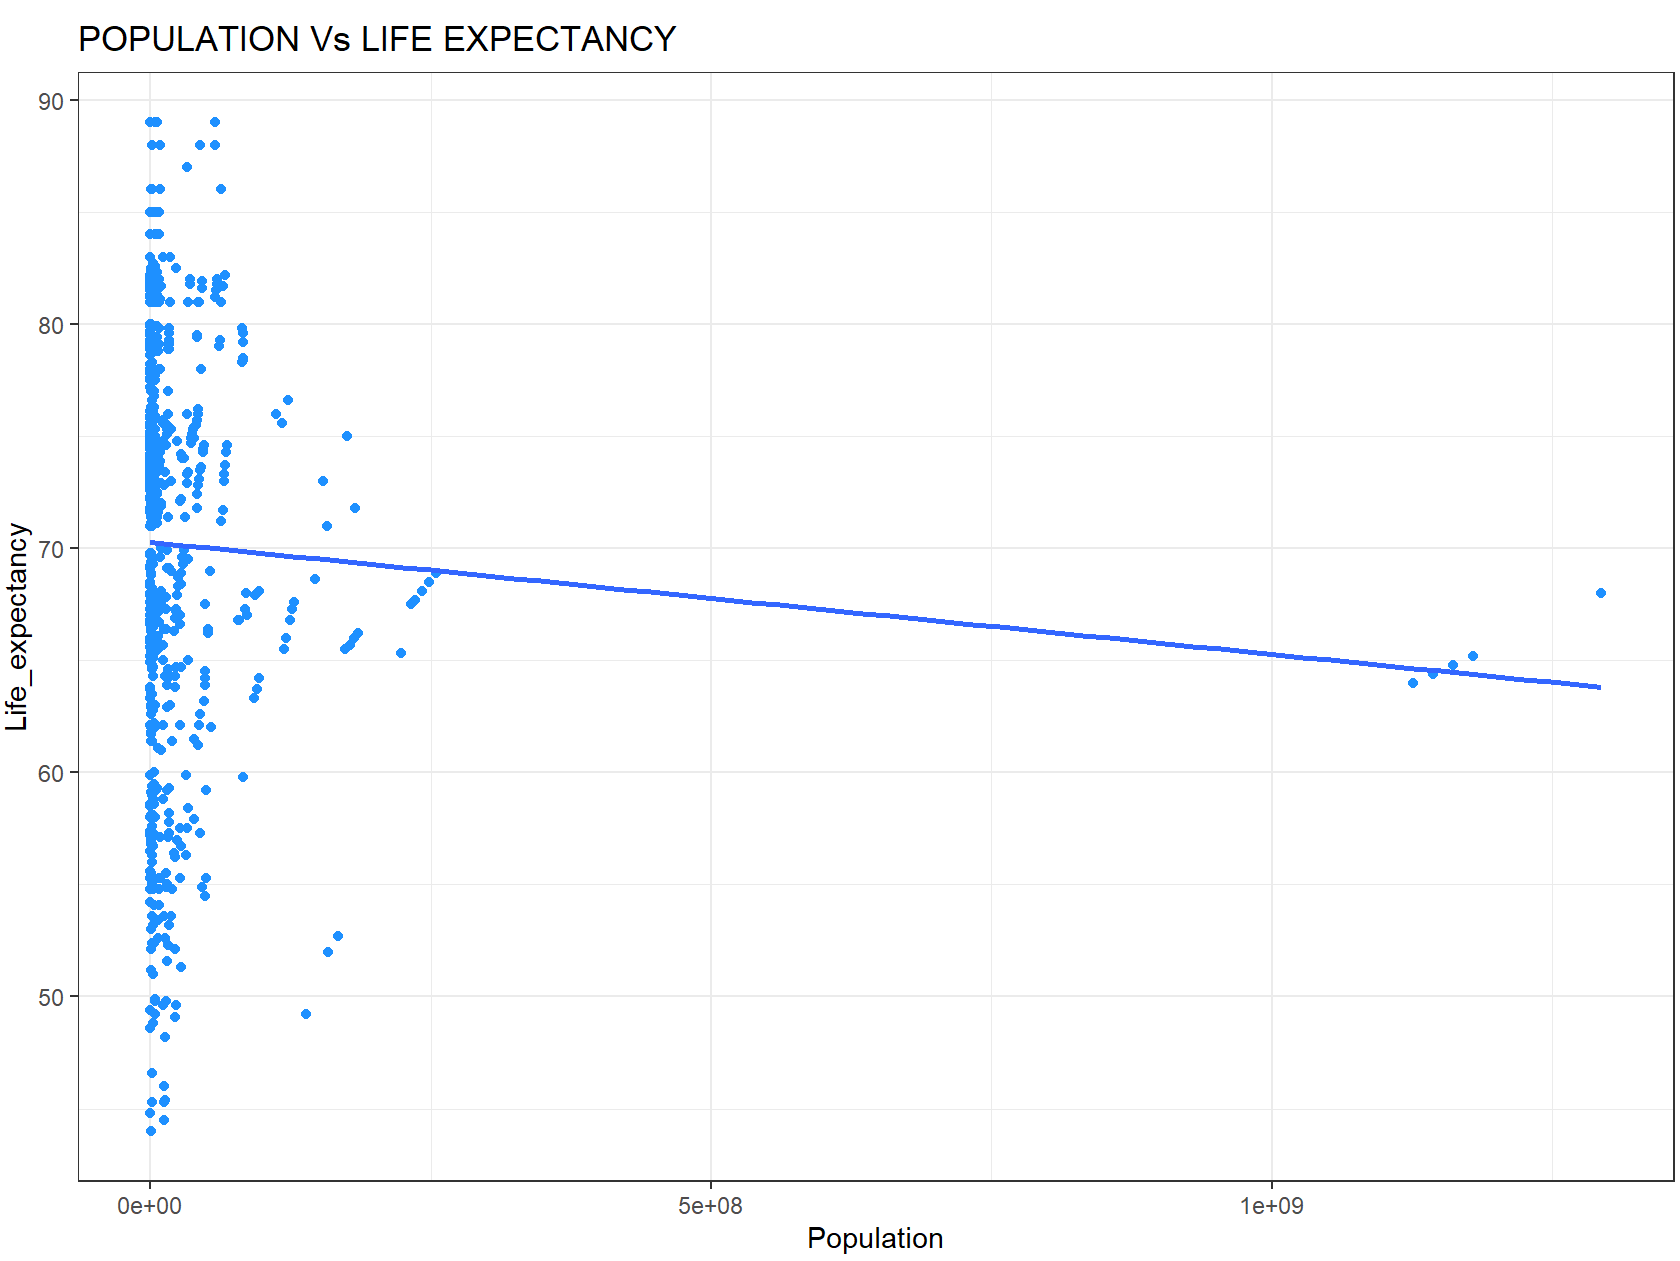 POPULATION Vs LIFE EXPECTANCY
90
80
70
60
50
Life_expectancy
0e+00 5e+08 1e+09
Population